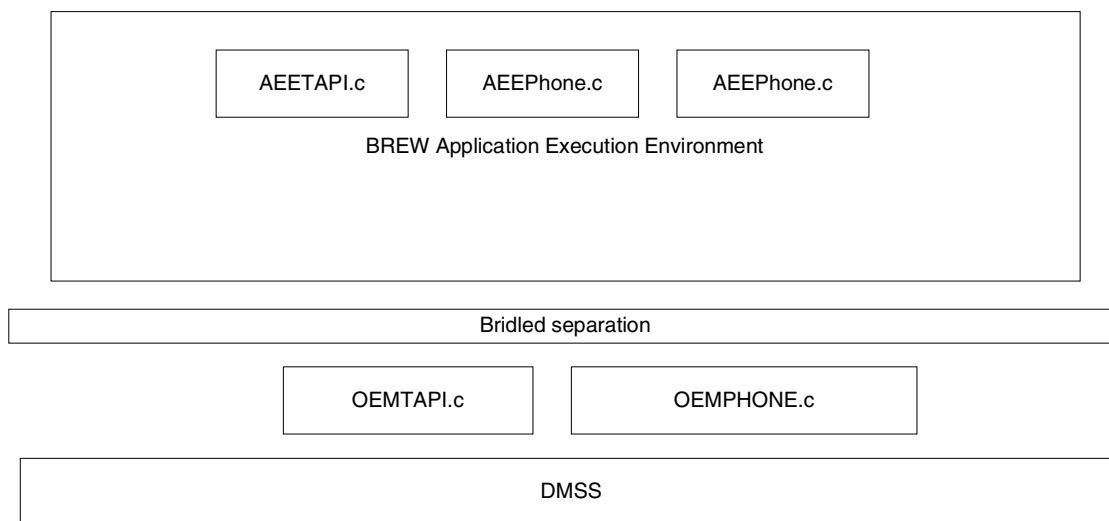 AEETAPI.c
AEEPhone.c
AEEPhone.c
BREW Application Execution Environment
Bridled separation
OEMTAPI.c
OEMPHONE.c
DMSS